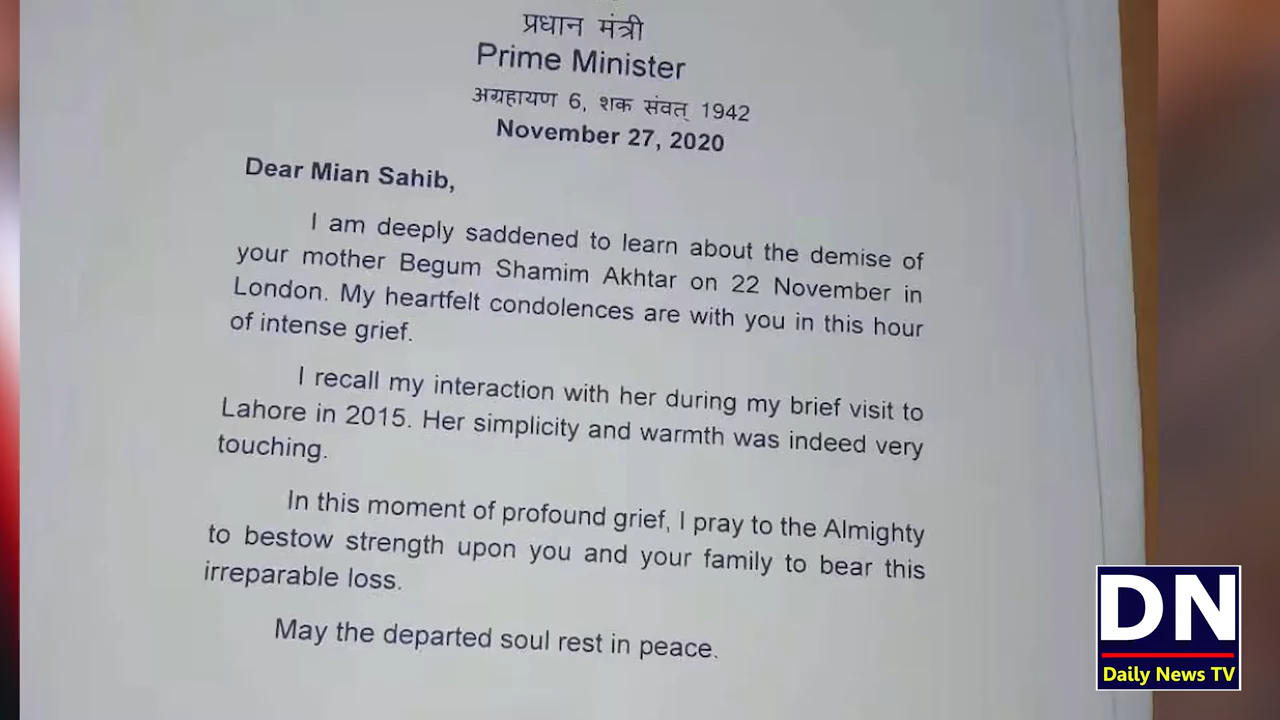 प्रधान मंत्री
Prime Minister
अग्रहायण 6, शक संवत् 1942
November 27, 2020
Dear Mian Sahib,
I am deeply saddened to learn about the demise of
your mother Begum Shamim Akhtar on 22 November in
London. My heartfelt condolences are with you in this hour
of intense grief.
I recall my interaction with her during my brief visit to
Lahore in 2015. Her simplicity and warmth was indeed very
touching.
In this moment of profound grief, I pray to the Almighty
to bestow strength upon you and your family to bear this
irreparable loss.
May the departed soul rest in peace.
DN
Daily News TV